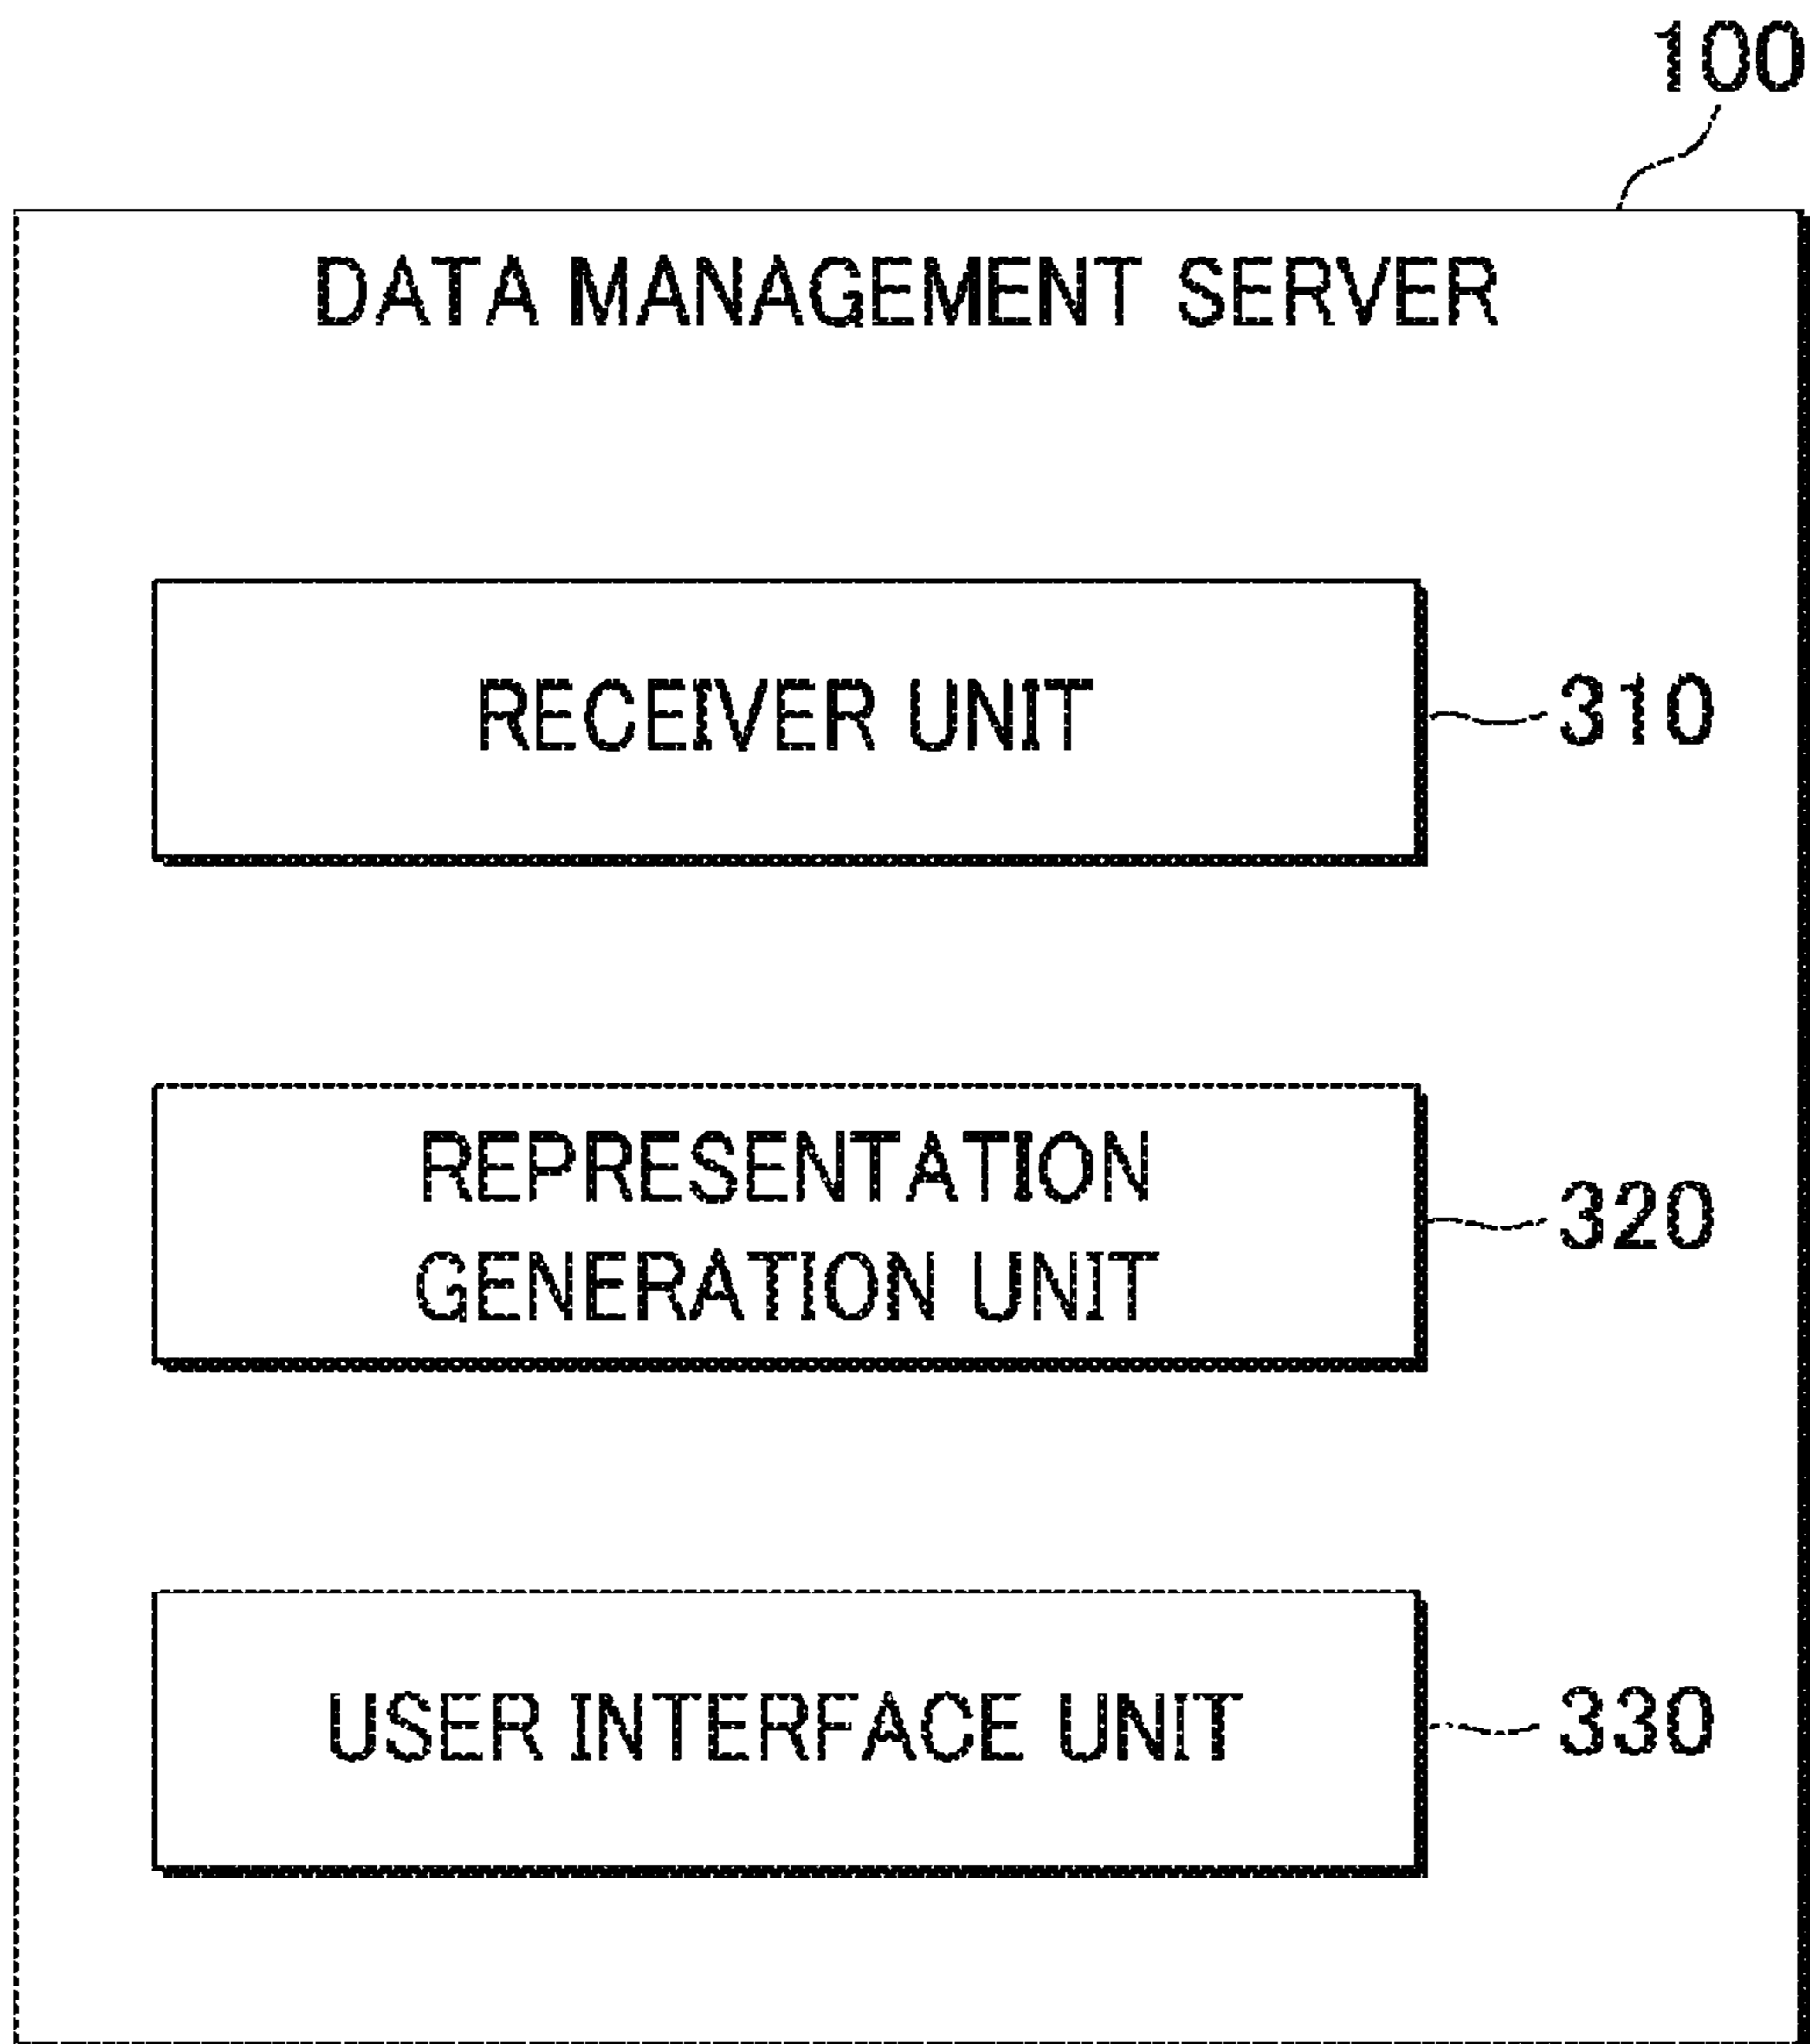 100
DATA MANAGEMENT SERVER
RECEIVER UNIT
310
REPRESENTATION
GENERATION UNIT
320
USER INTERFACE UNIT
330